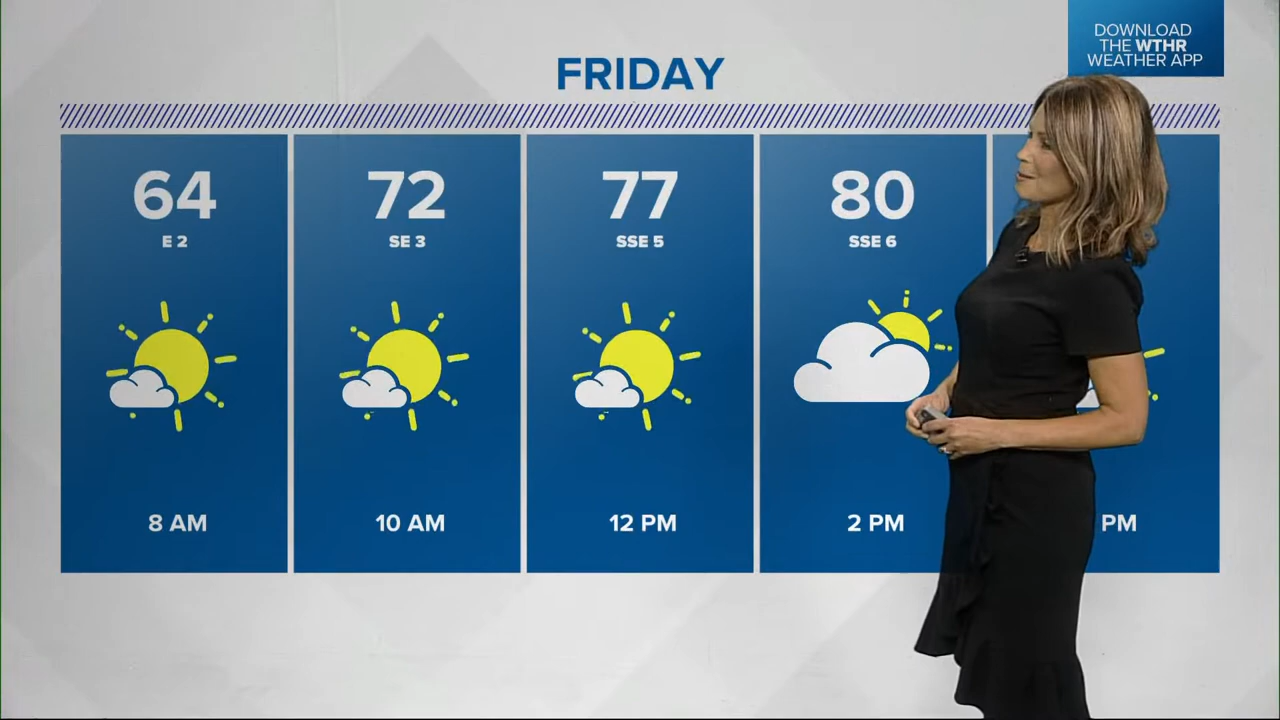 DOWNLOAD
THE WTHR
WEATHER APP
FRIDAY
64
E 2
8 AM
72
SE 3
10 AM
77
SSE 5
12 PM
80
SSE 6
2 PM
PM